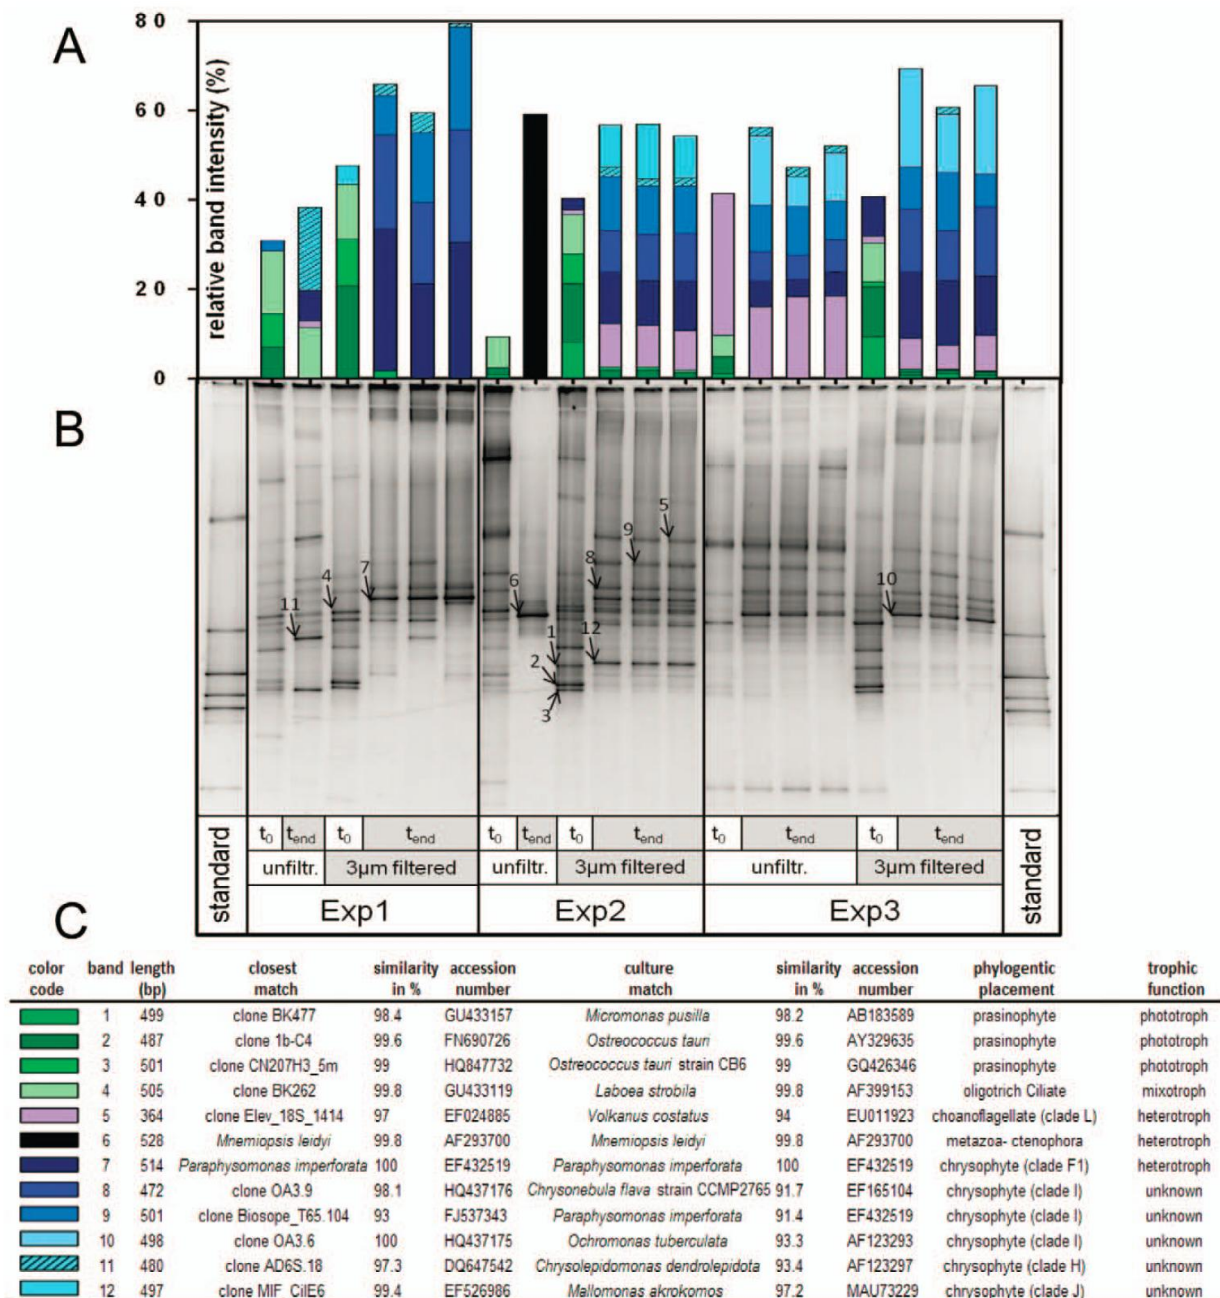 A
80
60
40
20
0
relative band intensity (%)
B
5
9
8
7
4
6
10
11
1
12
2
3
standard
t0 tend t0 tend t0 tend t0 tend t0 tend t0 tend
unfiltr. 3µm filtered unfiltr. 3µm filtered unfiltr. 3µm filtered
Exp1 Exp2 Exp3
standard
C
color code band length (bp) closest match similarity in % accession number culture match similarity in % accession number phylogentic placement trophic function
1 499 clone BK477 98.4 GU433157 Micromonas pusilla 98.2 AB183589 prasinophyte phototroph
2 487 clone 1b-C4 99.6 FN690726 Ostreococcus tauri 99.6 AY329635 prasinophyte phototroph
3 501 clone CN207H3_5m 99 HQ847732 Ostreococcus tauri strain CB6 99 GQ426346 prasinophyte phototroph
4 505 clone BK262 99.8 GU433119 Laboea strobila 99.8 AF399153 oligotrich Ciliate mixotroph
5 364 clone Elev_18S_1414 97 EF024885 Volkanus costatus 94 EU011923 choanoflagellate (clade L) heterotroph
6 528 Mnemiopsis leidyi 99.8 AF293700 Mnemiopsis leidyi 99.8 AF293700 metazoa- ctenophora heterotroph
7 514 Paraphysomonas imperforata 100 EF432519 Paraphysomonas imperforata 100 EF432519 chrysophyte (clade F1) heterotroph
8 472 clone OA3.9 98.1 HQ437176 Chrysonebula flava strain CCMP2765 91.7 EF165104 chrysophyte (clade I) unknown
9 501 clone Biosope_T65.104 93 FJ537343 Paraphysomonas imperforata 91.4 EF432519 chrysophyte (clade I) unknown
10 498 clone OA3.6 100 HQ437175 Ochromonas tuberculata 93.3 AF123293 chrysophyte (clade I) unknown
11 480 clone AD6S.18 97.3 DQ647542 Chrysolepidomonas dendrolepidota 93.4 AF123297 chrysophyte (clade H) unknown
12 497 clone MIF_CilE6 99.4 EF526986 Mallomonas akrokomos 97.2 MAU73229 chrysophyte (clade J) unknown